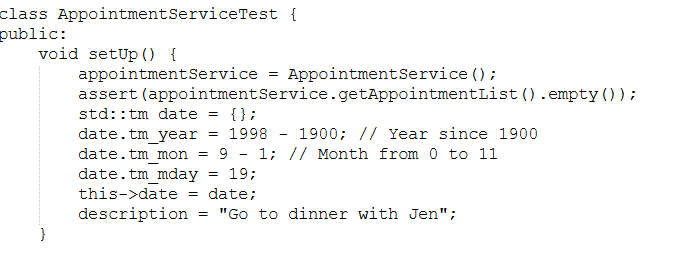 class AppointmentServiceTest {
public:
    void setUp() {
        appointmentService = AppointmentService();
        assert(appointmentService.getAppointmentList().empty());
        std::tm date = {};
        date.tm_year = 1998 - 1900; // Year since 1900
        date.tm_mon = 9 - 1; // Month from 0 to 11
        date.tm_mday = 19;
        this->date = date;
        description = "Go to dinner with Jen";
    }